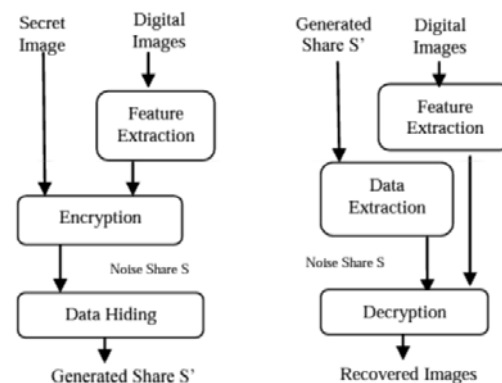 Secret
Image
Digital
Images
Feature
Extraction
Encryption
Noise Share S
Data Hiding
Generated Share S’
Generated
Share S’
Digital
Images
Feature
Extraction
Data
Extraction
Noise Share S
Decryption
Recovered Images